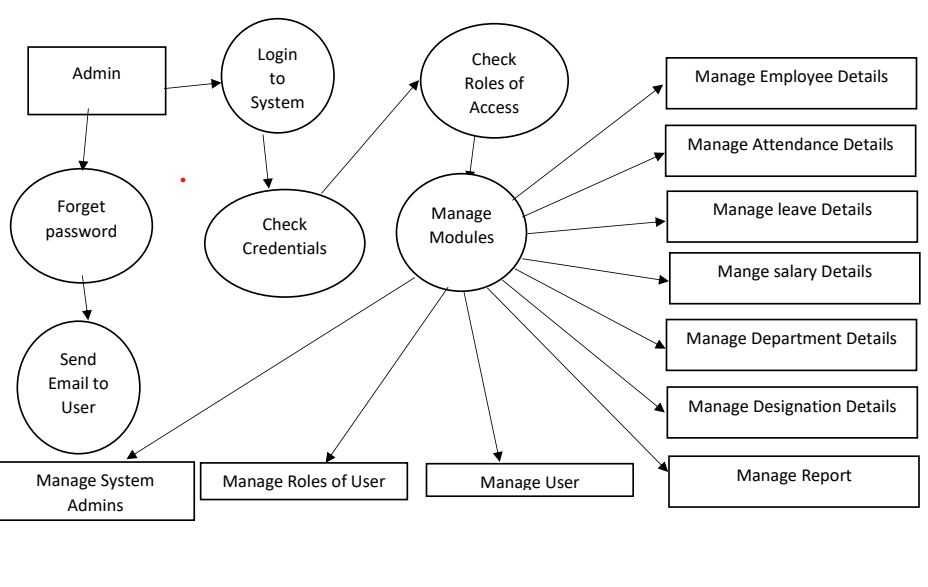 Admin
Login
to
System
Check
Roles of
Access
Manage Employee Details
Manage Attendance Details
Forget
password
Check
Credentials
Manage
Modules
Manage leave Details
Mange salary Details
Send
Email to
User
Manage Department Details
Manage Designation Details
Manage System
Admins
Manage Roles of User
Manage User
Manage Report